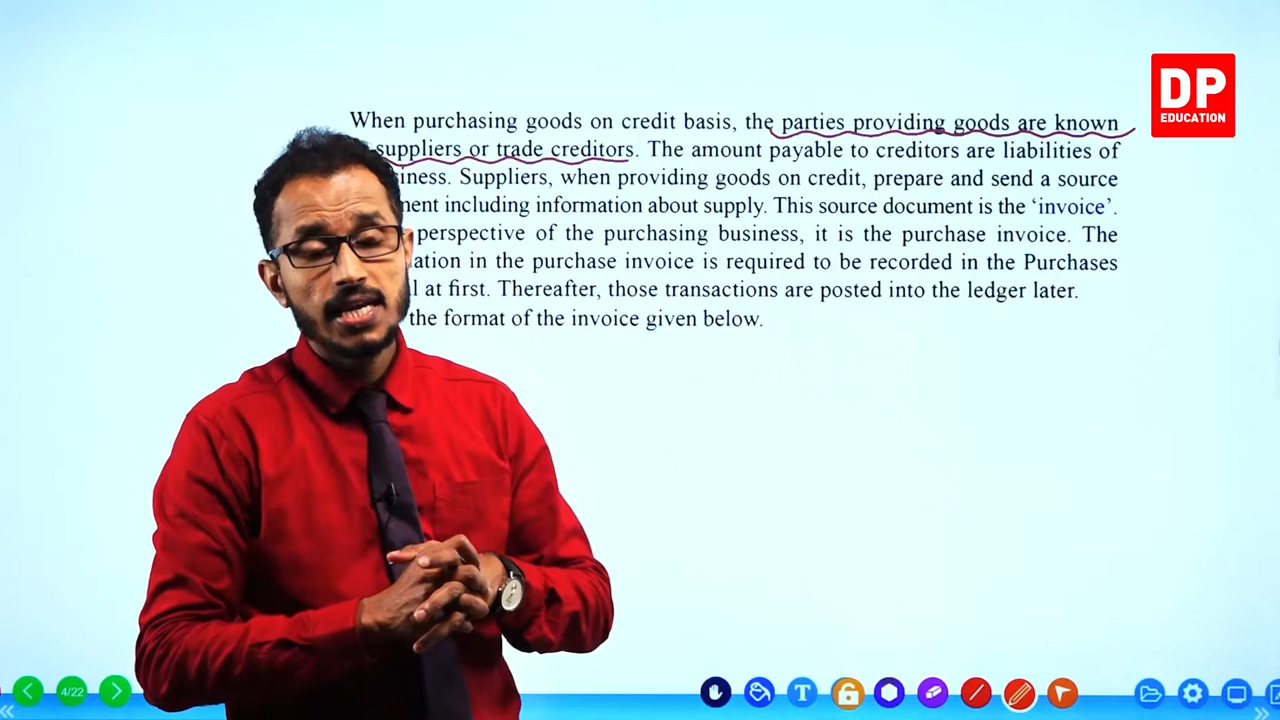 DP
EDUCATION
When purchasing goods on credit basis, the parties providing goods are known
suppliers or trade creditors. The amount payable to creditors are liabilities of
Suppliers, when providing goods on credit, prepare and send a source
including information about supply. This source document is the ‘invoice’.
perspective of the purchasing business, it is the purchase invoice. The
in the purchase invoice is required to be recorded in the Purchases
at first. Thereafter, those transactions are posted into the ledger later.
the format of the invoice given below.
4/22
T